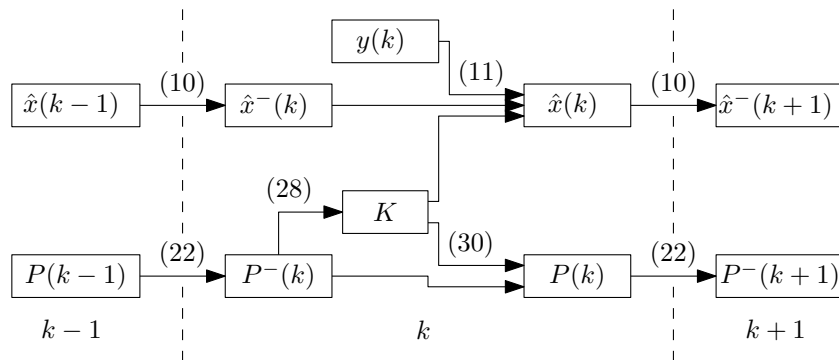 y(k)
(10) (11) (10)
x̂(k−1) x̂⁻(k) x̂(k) x̂⁻(k+1)
(28) K
(22) (30) (22)
P(k−1) P⁻(k) P(k) P⁻(k+1)
k − 1 k k + 1